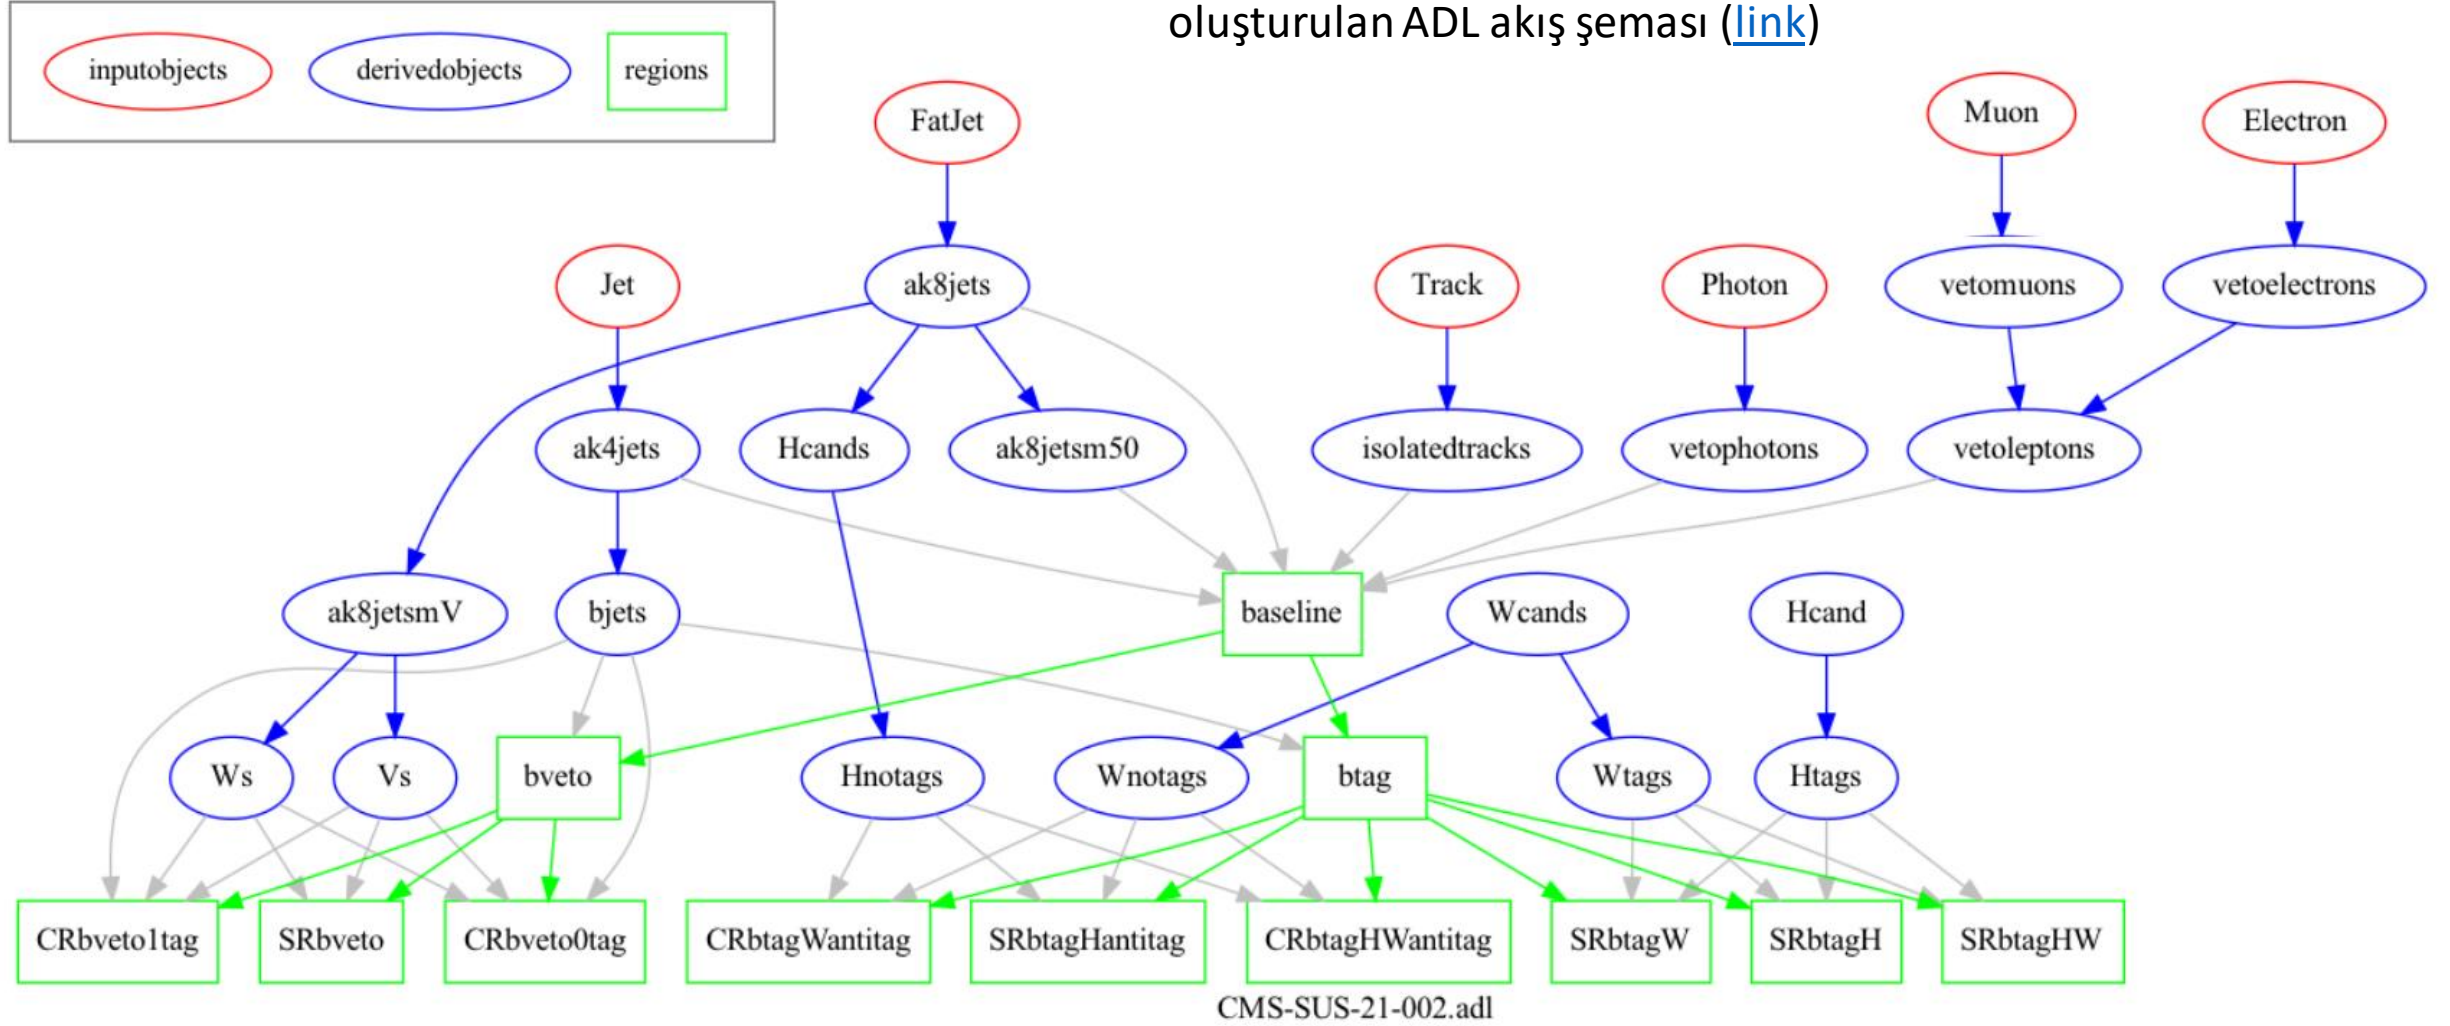 oluşturulan ADL akış şeması (link)
inputobjects derivedobjects regions
FatJet Muon Electron
Jet ak8jets Track Photon vetomuons vetoelectrons
ak4jets Hcands ak8jetsm50 isolatedtracks vetophotons vetoleptons
ak8jetsmV bjets baseline Wcands Hcand
Ws Vs bveto Hnotags Wnotags btag Wtags Htags
CRbveto1tag SRbveto CRbveto0tag CRbtagWantitag SRbtagHantitag CRbtagHWantitag SRbtagW SRbtagH SRbtagHW
CMS-SUS-21-002.adl